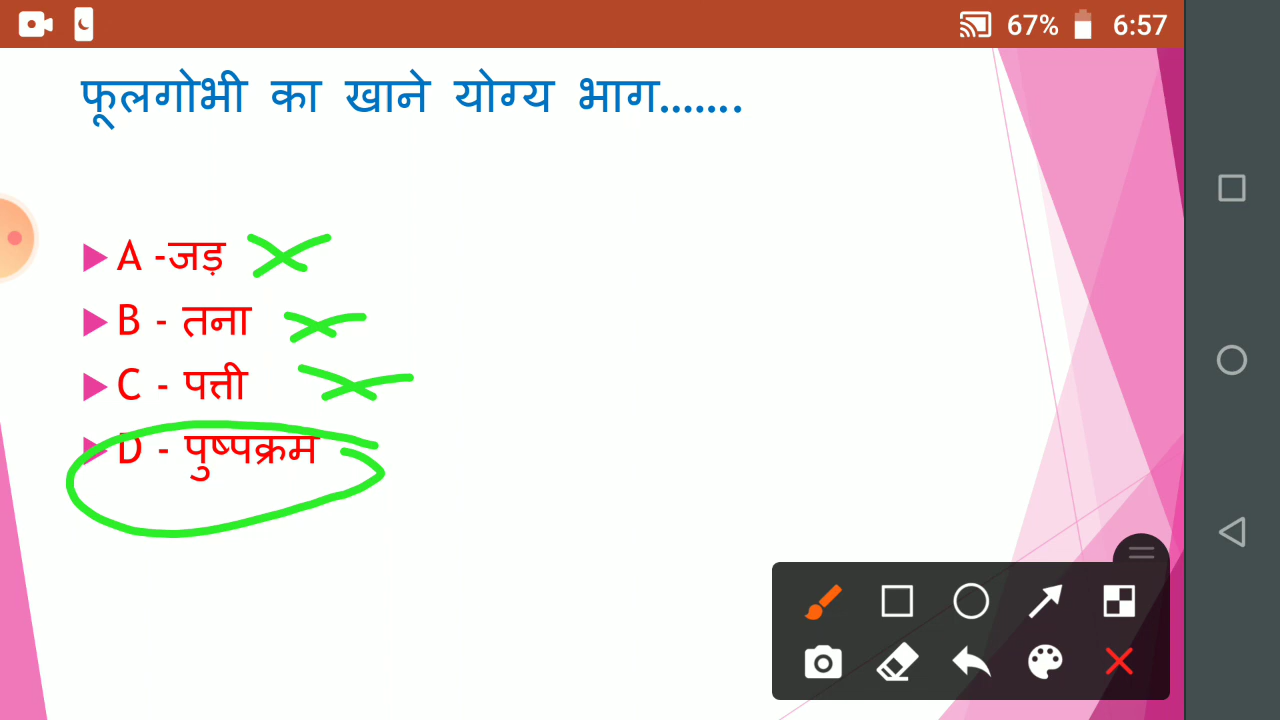 67% 6:57
फूलगोभी का खाने योग्य भाग.......
A -जड़
B - तना
C - पत्ती
D - पुष्पक्रम